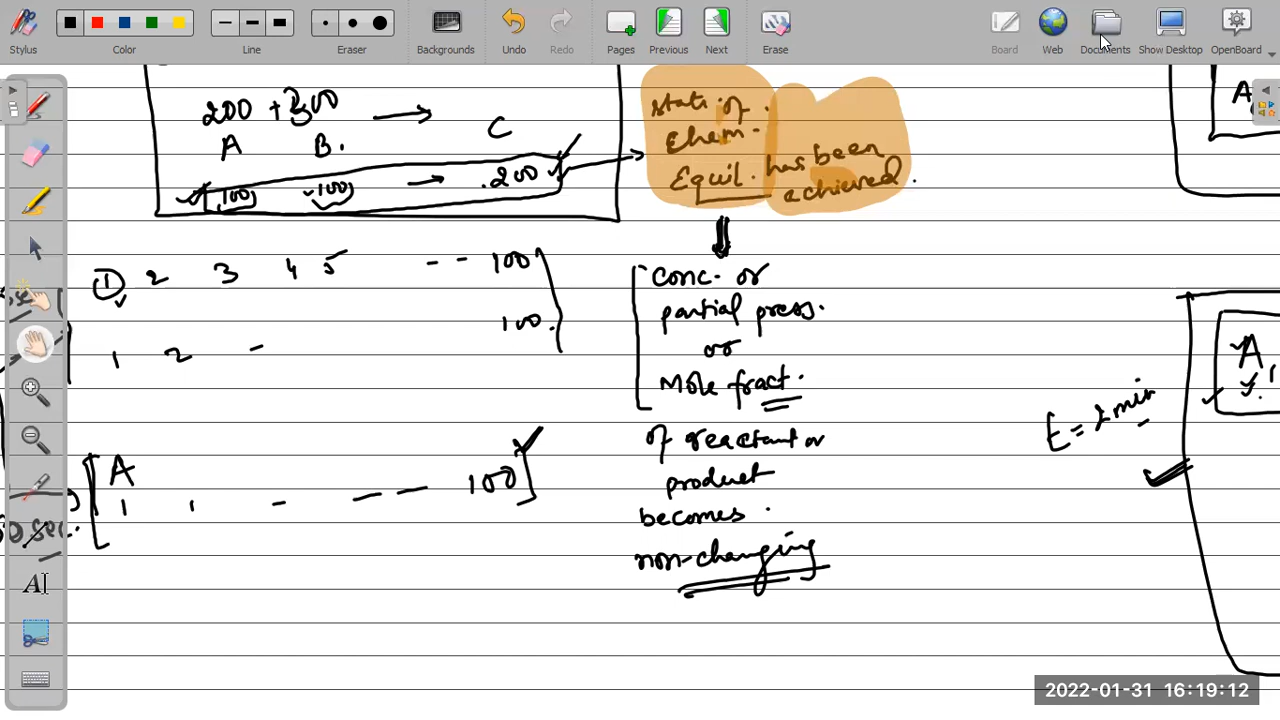 Stylus
Color
Line
Eraser
Backgrounds
Undo
Redo
Pages
Previous
Next
Erase
Board
Web
Documents
Show Desktop
OpenBoard
200 + 300 → C
A B.
100 100 → .200
state of
chem.
Equil. has been
achieved.
① 2 3 4 5 -- 100
100.
1 2 -
Conc. or
partial press.
or
Mole fract.
of reactant or
product
becomes
non-changing
A
1 1 - - - 100
sec.
t = 2 min
A
A
2022-01-31 16:19:12